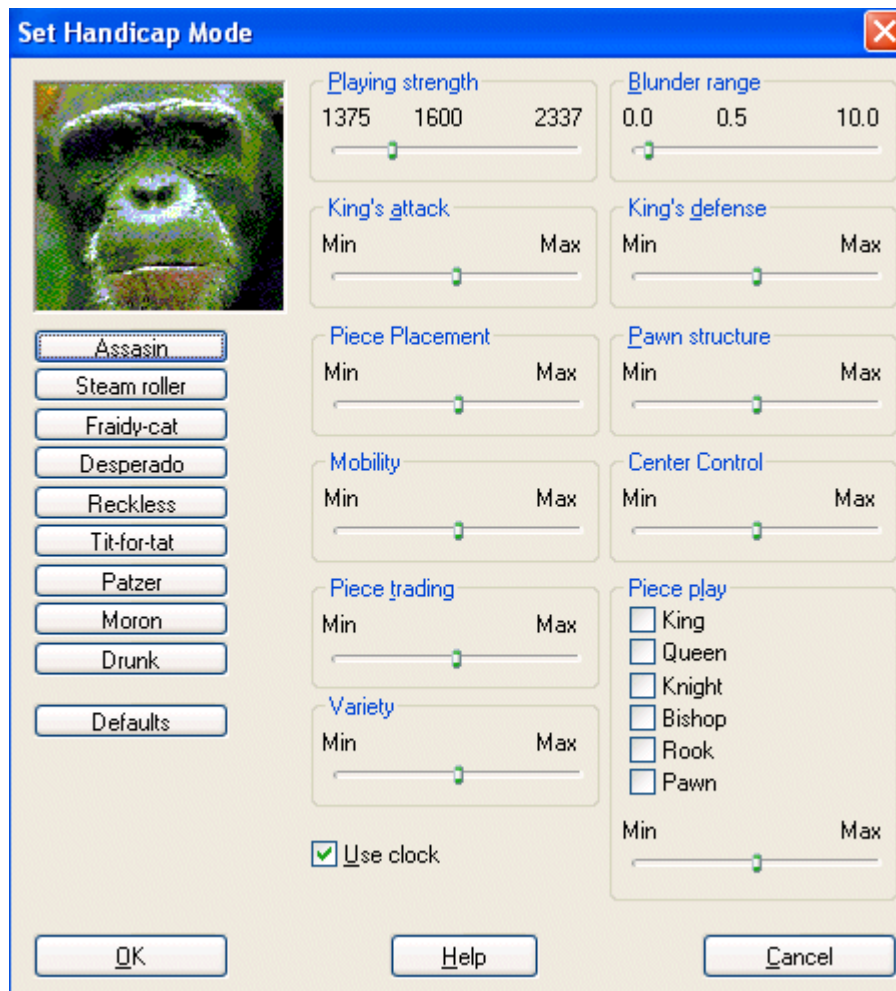 Set Handicap Mode
Playing strength
1375 1600 2337
Blunder range
0.0 0.5 10.0
King's attack
Min Max
King's defense
Min Max
Assasin
Steam roller
Fraidy-cat
Desperado
Reckless
Tit-for-tat
Patzer
Moron
Drunk
Defaults
Piece Placement
Min Max
Pawn structure
Min Max
Mobility
Min Max
Center Control
Min Max
Piece trading
Min Max
Piece play
King
Queen
Knight
Bishop
Rook
Pawn
Min Max
Variety
Min Max
Use clock
OK
Help
Cancel